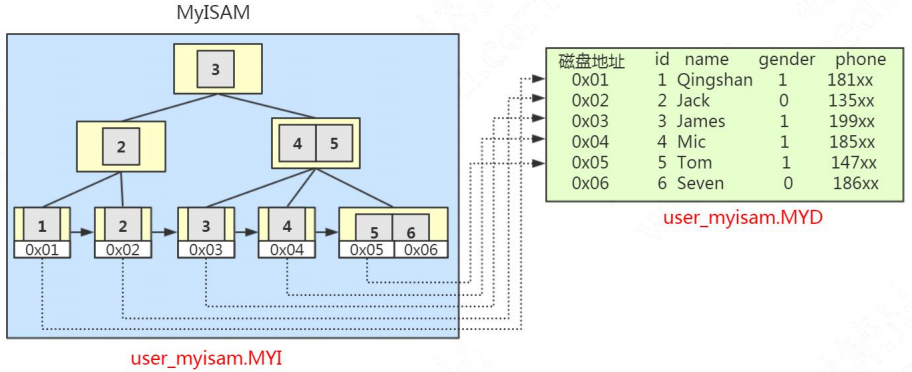 MyISAM
3
2
4 5
1 2 3 4 5 6
0x01 0x02 0x03 0x04 0x05 0x06
user_myisam.MYI
磁盘地址 id name gender phone
0x01 1 Qingshan 1 181xx
0x02 2 Jack 0 135xx
0x03 3 James 1 199xx
0x04 4 Mic 1 185xx
0x05 5 Tom 1 147xx
0x06 6 Seven 0 186xx
user_myisam.MYD